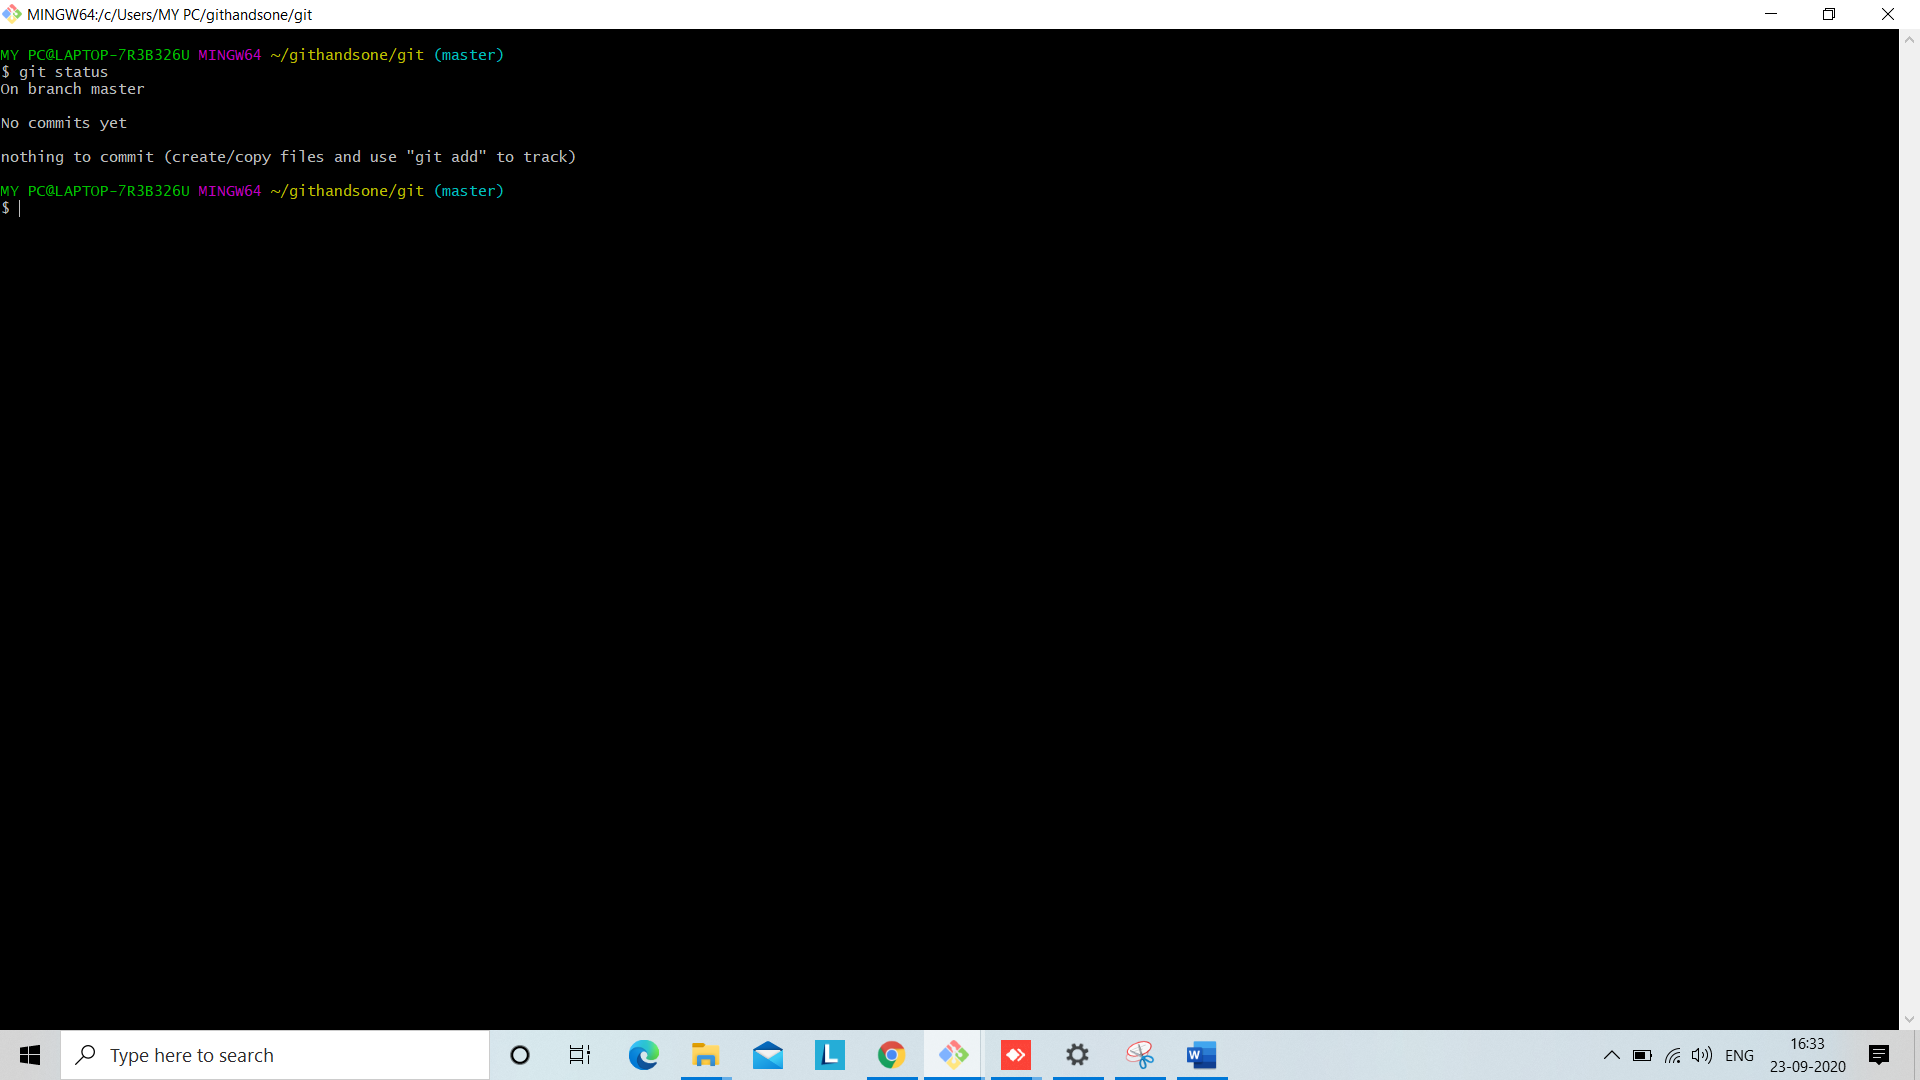 MINGW64:/c/Users/MY PC/githandsone/git
MY PC@LAPTOP-7R3B326U MINGW64 ~/githandsone/git (master)
$ git status
On branch master
No commits yet
nothing to commit (create/copy files and use "git add" to track)
MY PC@LAPTOP-7R3B326U MINGW64 ~/githandsone/git (master)
$
Type here to search
L
W
ENG
16:33
23-09-2020